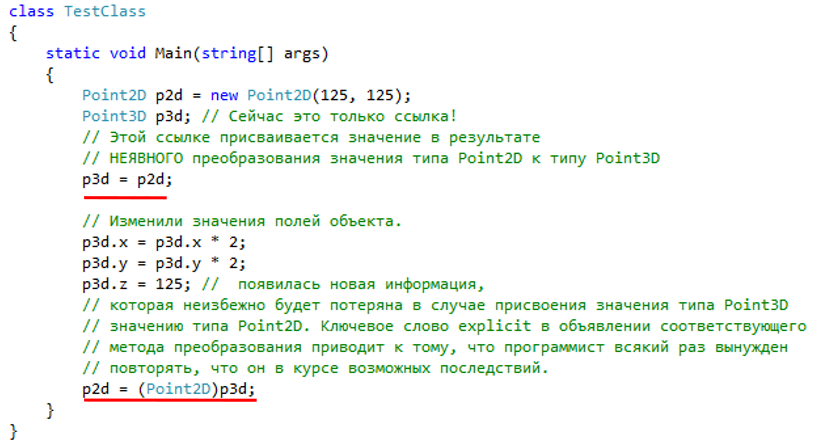 class TestClass
{
    static void Main(string[] args)
    {
        Point2D p2d = new Point2D(125, 125);
        Point3D p3d; // Сейчас это только ссылка!
        // Этой ссылке присваивается значение в результате
        // НЕЯВНОГО преобразования значения типа Point2D к типу Point3D
        p3d = p2d;

        // Изменили значения полей объекта.
        p3d.x = p3d.x * 2;
        p3d.y = p3d.y * 2;
        p3d.z = 125; //  появилась новая информация,
        // которая неизбежно будет потеряна в случае присвоения значения типа Point3D
        // значению типа Point2D. Ключевое слово explicit в объявлении соответствующего
        // метода преобразования приводит к тому, что программист всякий раз вынужден
        // повторять, что он в курсе возможных последствий.
        p2d = (Point2D)p3d;
    }
}